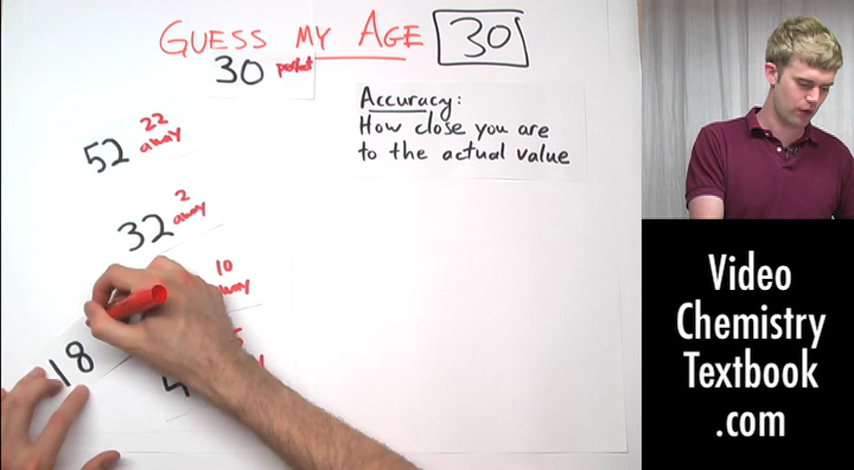 GUESS MY AGE 30
30 perfect
Accuracy:
How close you are
to the actual value
52 22
away
32 2
away
10
18
Video
Chemistry
Textbook
.com